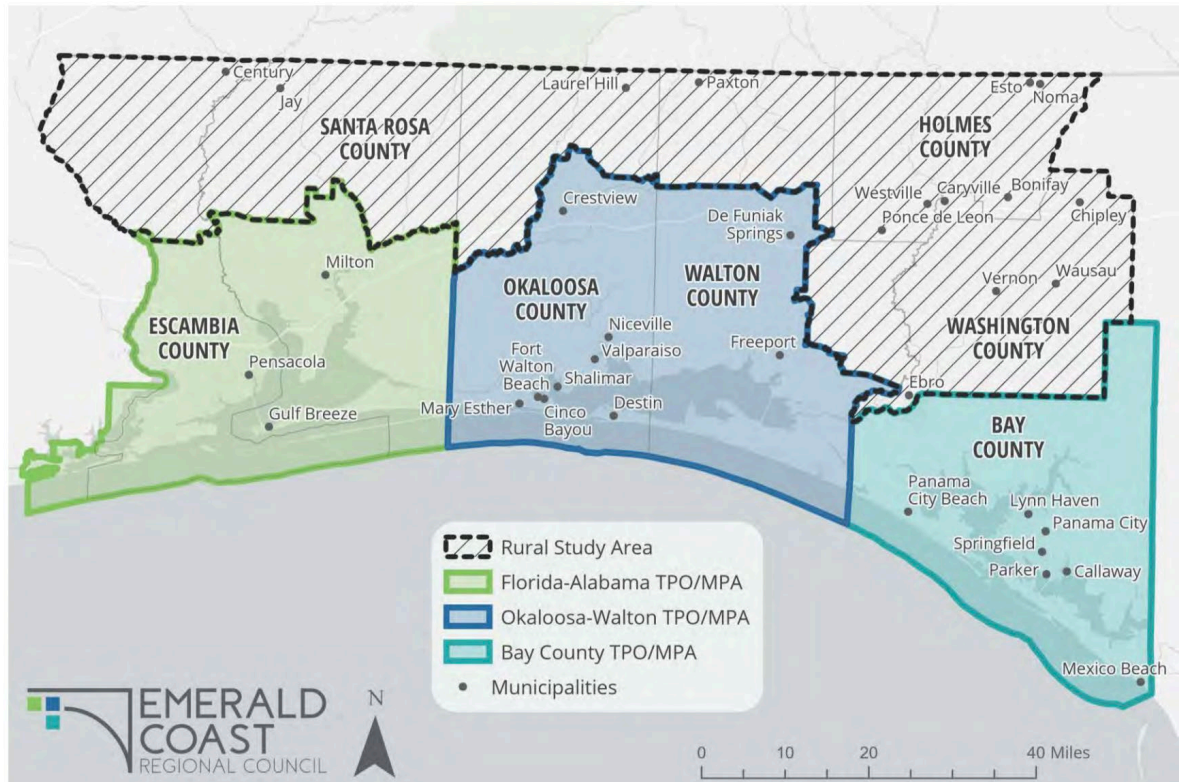 Century
Jay
Laurel Hill
Paxton
Esto
Noma
SANTA ROSA
COUNTY
HOLMES
COUNTY
Crestview
De Funiak
Springs
Westville
Caryville
Bonifay
Ponce de Leon
Chipley
Milton
OKALOOSA
COUNTY
WALTON
COUNTY
Vernon
Wausau
ESCAMBIA
COUNTY
Niceville
Valparaiso
Freeport
WASHINGTON
COUNTY
Pensacola
Fort
Walton
Beach
Shalimar
Ebro
Gulf Breeze
Mary Esther
Cinco
Bayou
Destin
BAY
COUNTY
Panama
City Beach
Lynn Haven
Panama City
Springfield
Parker
Callaway
Mexico Beach
Rural Study Area
Florida-Alabama TPO/MPA
Okaloosa-Walton TPO/MPA
Bay County TPO/MPA
Municipalities
EMERALD
COAST
REGIONAL COUNCIL
N
0 10 20 40 Miles